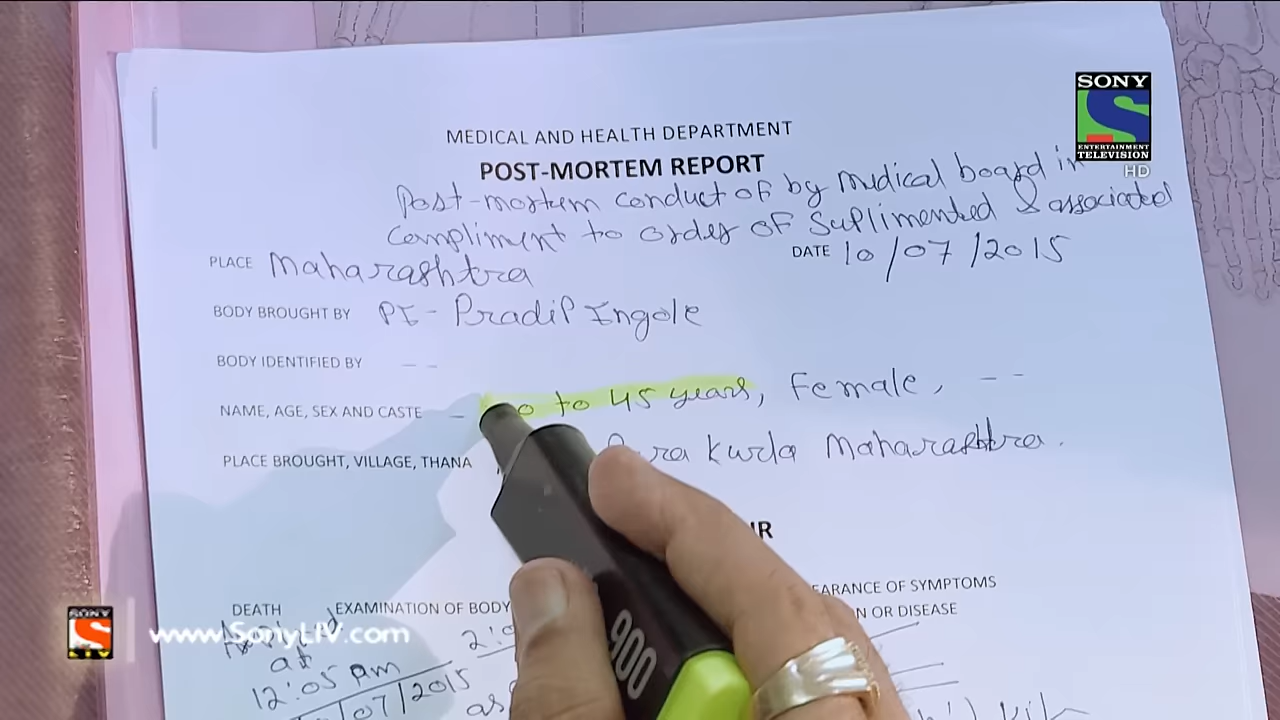 SONY
ENTERTAINMENT
TELEVISION
HD
MEDICAL AND HEALTH DEPARTMENT
POST-MORTEM REPORT
Post-mortem conduct of by Medical board in
Compliment to order of Suplimented & associated
PLACE Maharashtra DATE 10/07/2015
BODY BROUGHT BY PI - Pradip Ingole
BODY IDENTIFIED BY - -
NAME, AGE, SEX AND CASTE - to 45 years, Female, - -
PLACE BROUGHT, VILLAGE, THANA Kurla Maharashtra.
DEATH EXAMINATION OF BODY OF SYMPTOMS
OR DISEASE
at
12:05 am
07/2015 as
900
SONY
LIV
www.SonyLIV.com